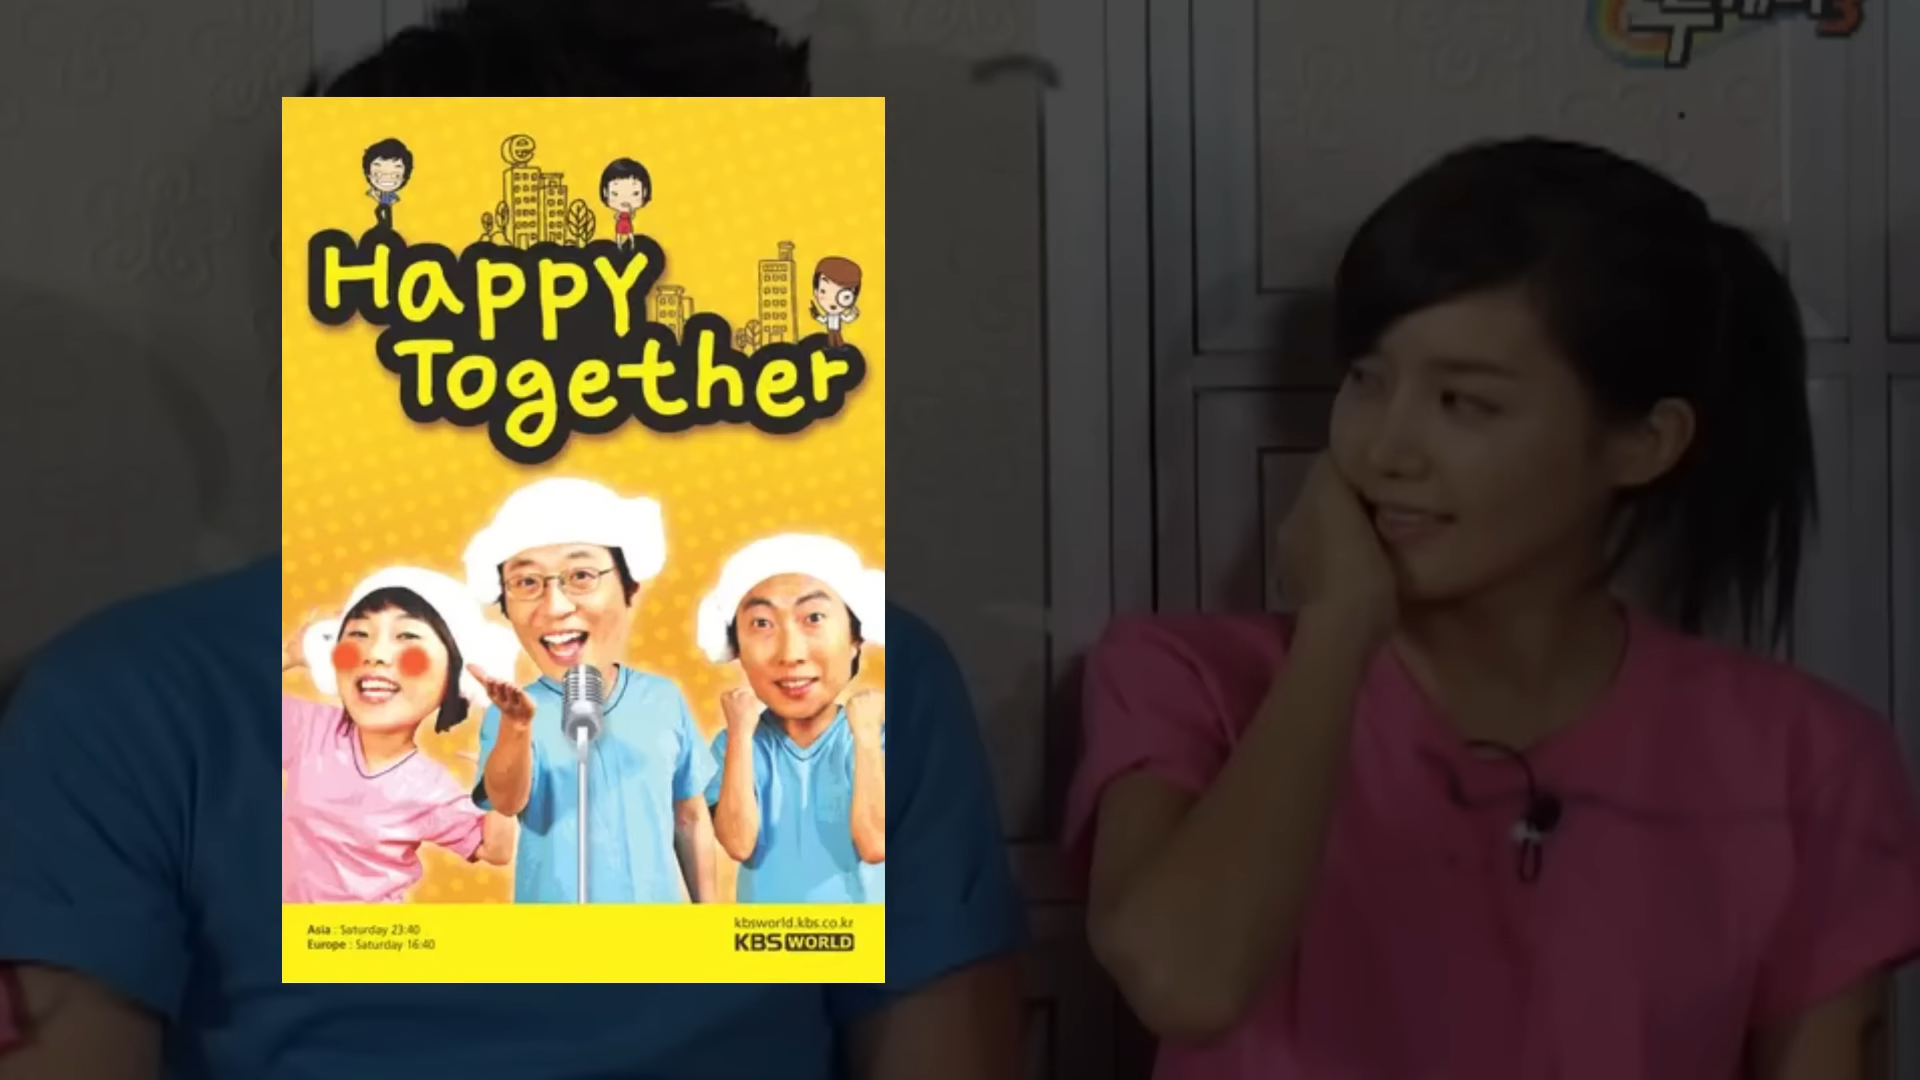 Happy
Together
Asia : Saturday 23:40
Europe : Saturday 16:40
kbsworld.kbs.co.kr
KBS WORLD